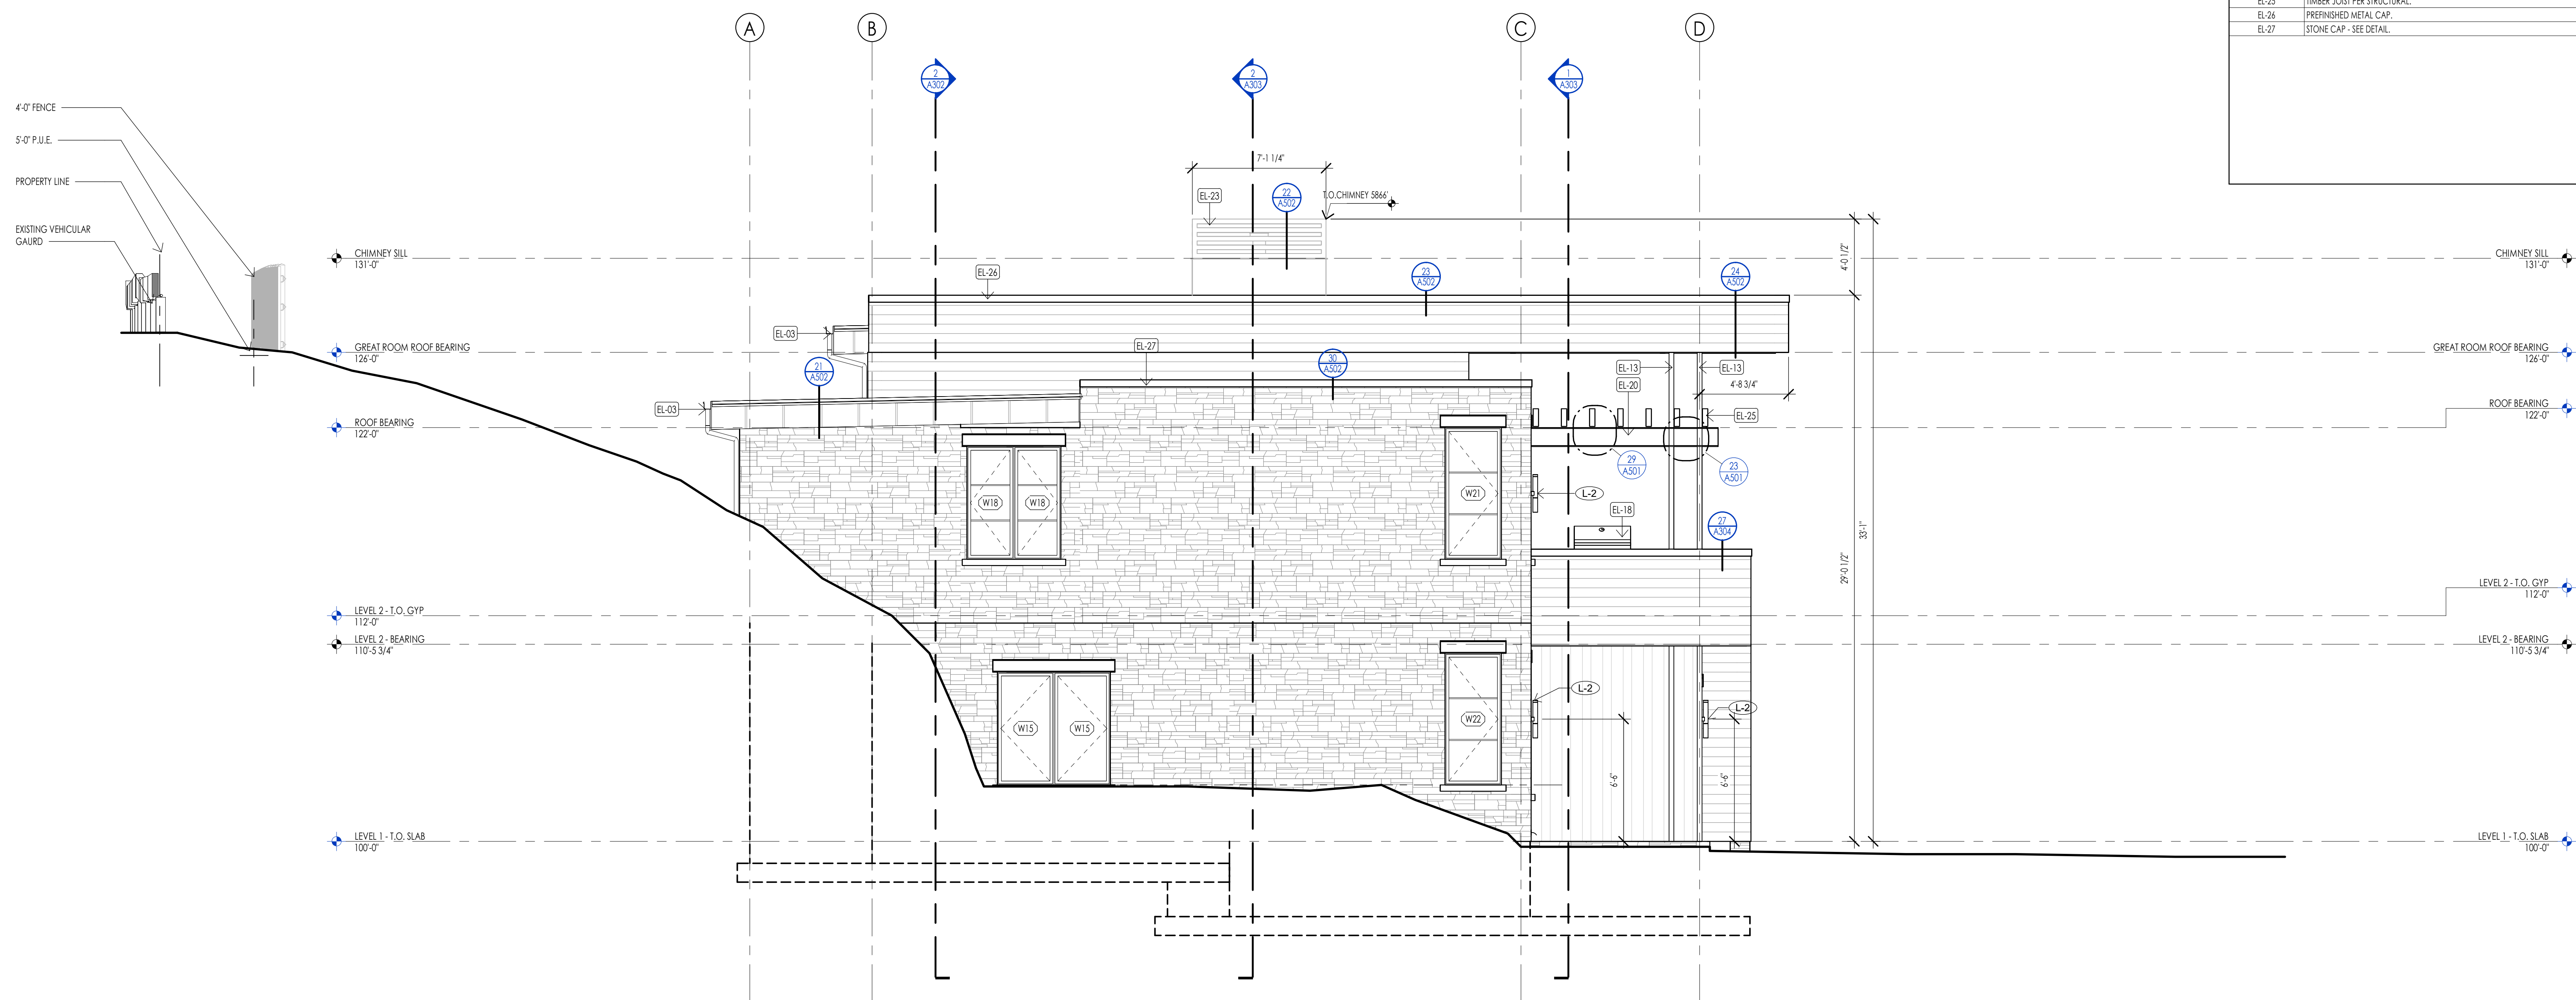 A
B
C
D
EL-25 TIMBER JOIST PER STRUCTURAL.
EL-26 PREFINISHED METAL CAP.
EL-27 STONE CAP - SEE DETAIL.
2
A302
2
A303
1
A303
4'-0" FENCE
5'-0" P.U.E.
PROPERTY LINE
EXISTING VEHICULAR
GAURD
7'-1 1/4"
EL-23
22
A502
T.O.CHIMNEY 5866'
CHIMNEY SILL
131'-0"
CHIMNEY SILL
131'-0"
4'-0 1/2"
EL-26
23
A502
24
A502
EL-03
GREAT ROOM ROOF BEARING
126'-0"
EL-27
30
A502
21
A502
EL-13
EL-13
EL-20
4'-8 3/4"
GREAT ROOM ROOF BEARING
126'-0"
EL-03
EL-25
ROOF BEARING
122'-0"
ROOF BEARING
122'-0"
29
A501
23
A501
W18
W18
W21
L-2
EL-18
27
A304
33'-1"
29'-0 1/2"
LEVEL 2 - T.O. GYP
112'-0"
LEVEL 2 - T.O. GYP
112'-0"
LEVEL 2 - BEARING
110'-5 3/4"
LEVEL 2 - BEARING
110'-5 3/4"
L-2
L-2
W15
W15
W22
6'-6"
6'-6"
LEVEL 1 - T.O. SLAB
100'-0"
LEVEL 1 - T.O. SLAB
100'-0"